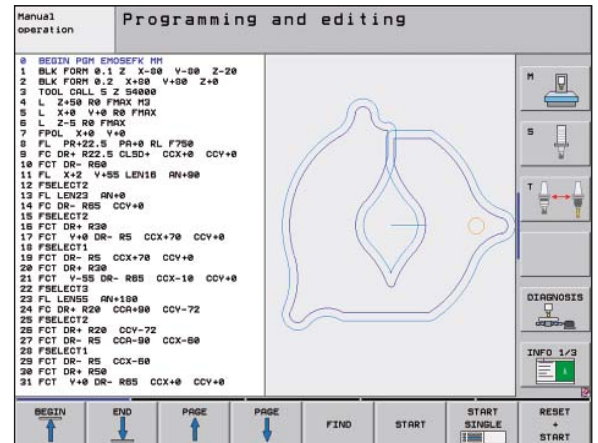 Manual
operation
Programming and editing
0 BEGIN PGM EMOSEFK MM
1 BLK FORM 0.1 Z X-80 Y-80 Z-20
2 BLK FORM 0.2 X+80 Y+80 Z+0
3 TOOL CALL 5 Z S4000
4 L Z+50 R0 FMAX M3
5 L X+0 Y+0 R0 FMAX
6 L Z-5 R0 FMAX
7 FPOL X+0 Y+0
8 FL PR+22.5 PA+0 RL F750
9 FC DR+ R22.5 CLSD+ CCX+0 CCY+0
10 FCT DR- R60
11 FL X+2 Y+55 LEN16 AN+90
12 FSELECT2
13 FL LEN23 AN+0
14 FC DR- R65 CCY+0
15 FSELECT2
16 FCT DR+ R30
17 FCT Y+0 DR- R5 CCX+70 CCY+0
18 FSELECT1
19 FCT DR- R5 CCX+70 CCY+0
20 FCT DR+ R30
21 FCT Y-55 DR- R65 CCX-10 CCY+0
22 FSELECT3
23 FL LEN55 AN+180
24 FC DR+ R20 CCA+90 CCY-72
25 FSELECT2
26 FCT DR+ R20 CCY-72
27 FCT DR- R5 CCA-90 CCX-60
28 FSELECT1
29 FCT DR- R5 CCX-60
30 FCT DR+ R50
31 FCT Y+0 DR- R65 CCX+0 CCY+0
M
S
T
DIAGNOSIS
INFO 1/3
BEGIN
END
PAGE
PAGE
FIND
START
START
SINGLE
RESET
+
START